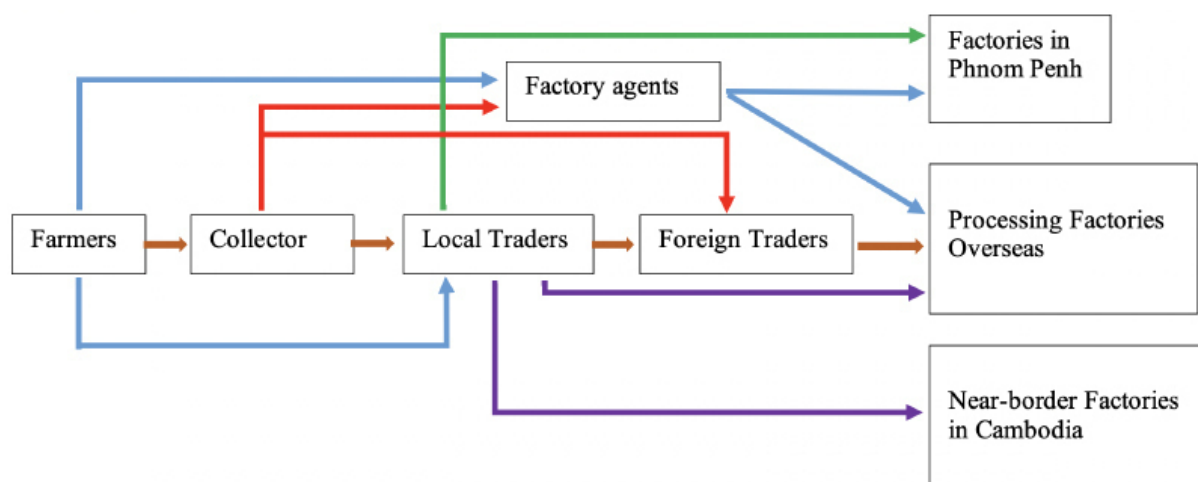 Factories in
Phnom Penh
Factory agents
Farmers
Collector
Local Traders
Foreign Traders
Processing Factories
Overseas
Near-border Factories
in Cambodia